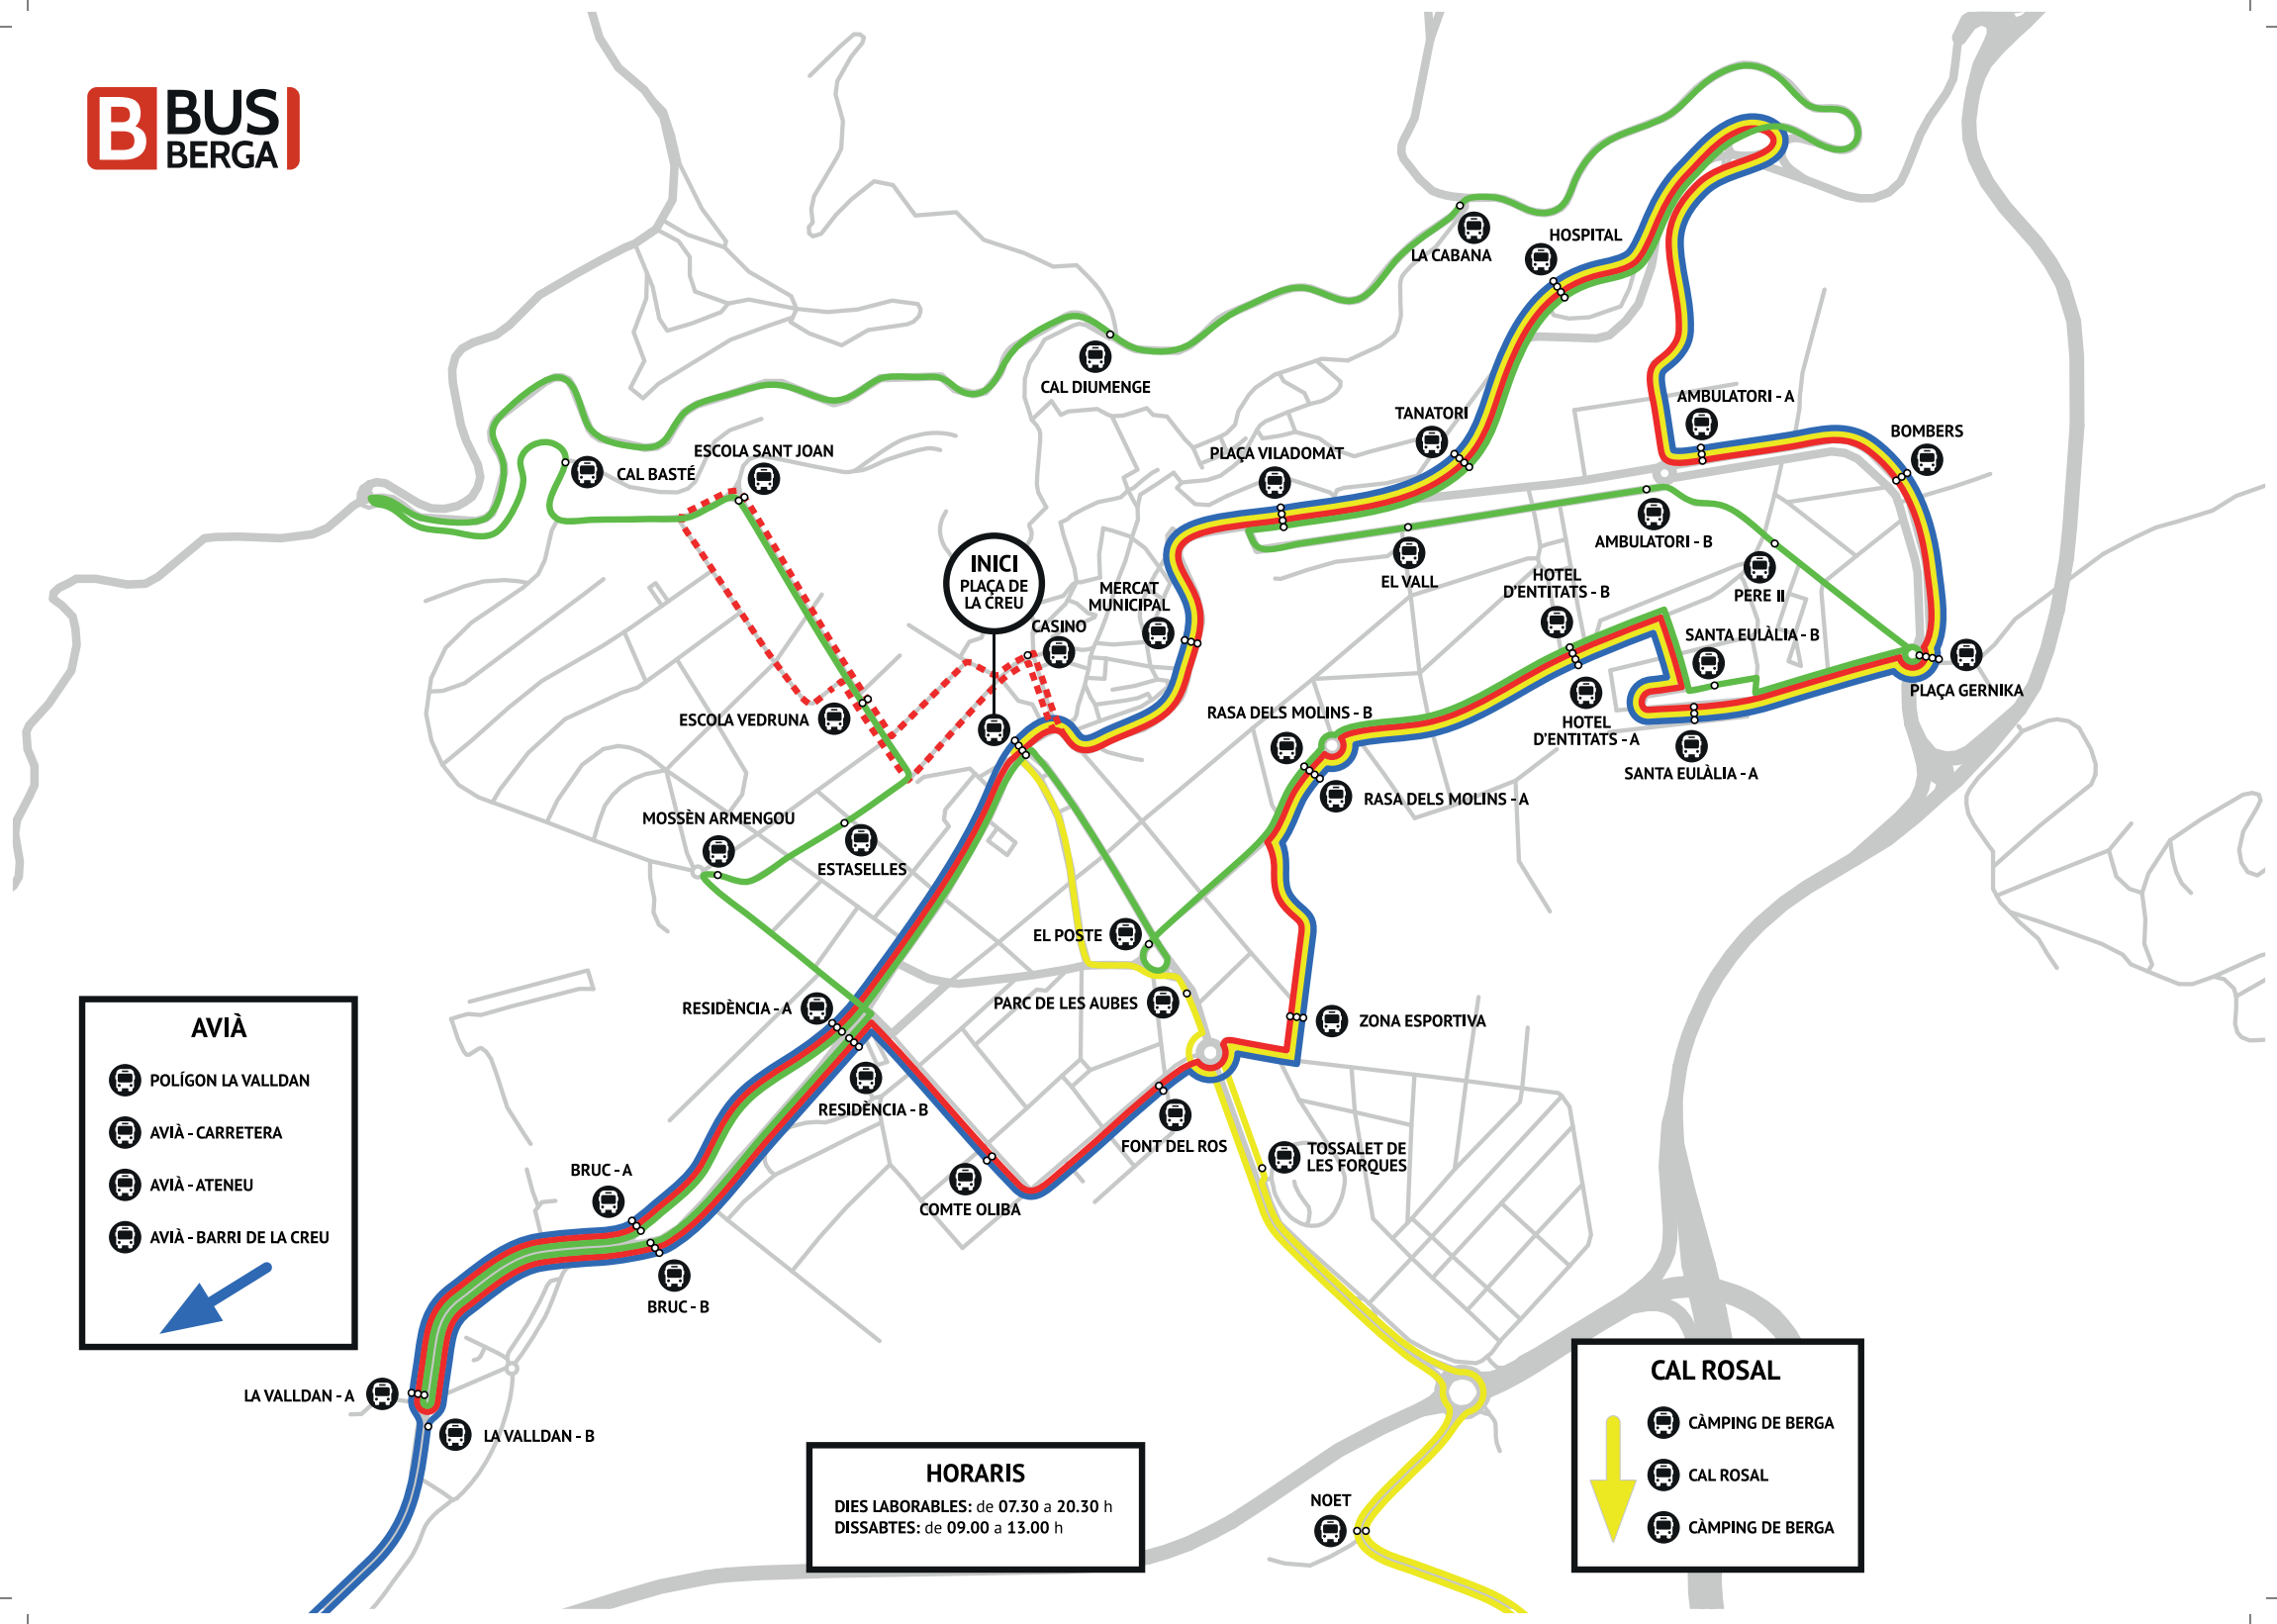 B BUS
BERGA
HOSPITAL
LA CABANA
CAL DIUMENGE
TANATORI
AMBULATORI - A
BOMBERS
PLAÇA VILADOMAT
ESCOLA SANT JOAN
CAL BASTÉ
AMBULATORI - B
INICI
PLAÇA DE
LA CREU
EL VALL
HOTEL
D'ENTITATS - B
PERE II
MERCAT
MUNICIPAL
CASINO
SANTA EULÀLIA - B
PLAÇA GERNIKA
ESCOLA VEDRUNA
RASA DELS MOLINS - B
HOTEL
D'ENTITATS - A
SANTA EULÀLIA - A
RASA DELS MOLINS - A
MOSSÈN ARMENGOU
ESTASELLES
EL POSTE
PARC DE LES AUBES
RESIDÈNCIA - A
ZONA ESPORTIVA
RESIDÈNCIA - B
FONT DEL ROS
TOSSALET DE
LES FORQUES
BRUC - A
COMTE OLIBA
BRUC - B
AVIÀ
POLÍGON LA VALLDAN
AVIÀ - CARRETERA
AVIÀ - ATENEU
AVIÀ - BARRI DE LA CREU
LA VALLDAN - A
LA VALLDAN - B
HORARIS
DIES LABORABLES: de 07.30 a 20.30 h
DISSABTES: de 09.00 a 13.00 h
NOET
CAL ROSAL
CÀMPING DE BERGA
CAL ROSAL
CÀMPING DE BERGA